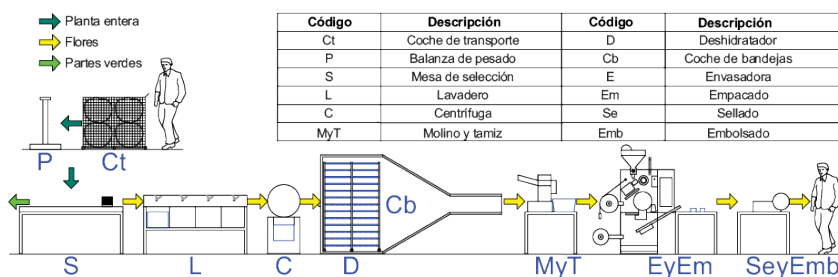 Planta entera
Flores
Partes verdes
Código Descripción Código Descripción
Ct Coche de transporte D Deshidratador
P Balanza de pesado Cb Coche de bandejas
S Mesa de selección E Envasadora
L Lavadero Em Empacado
C Centrífuga Se Sellado
MyT Molino y tamiz Emb Embolsado
P Ct
Cb
S L C D MyT EyEm SeyEmb